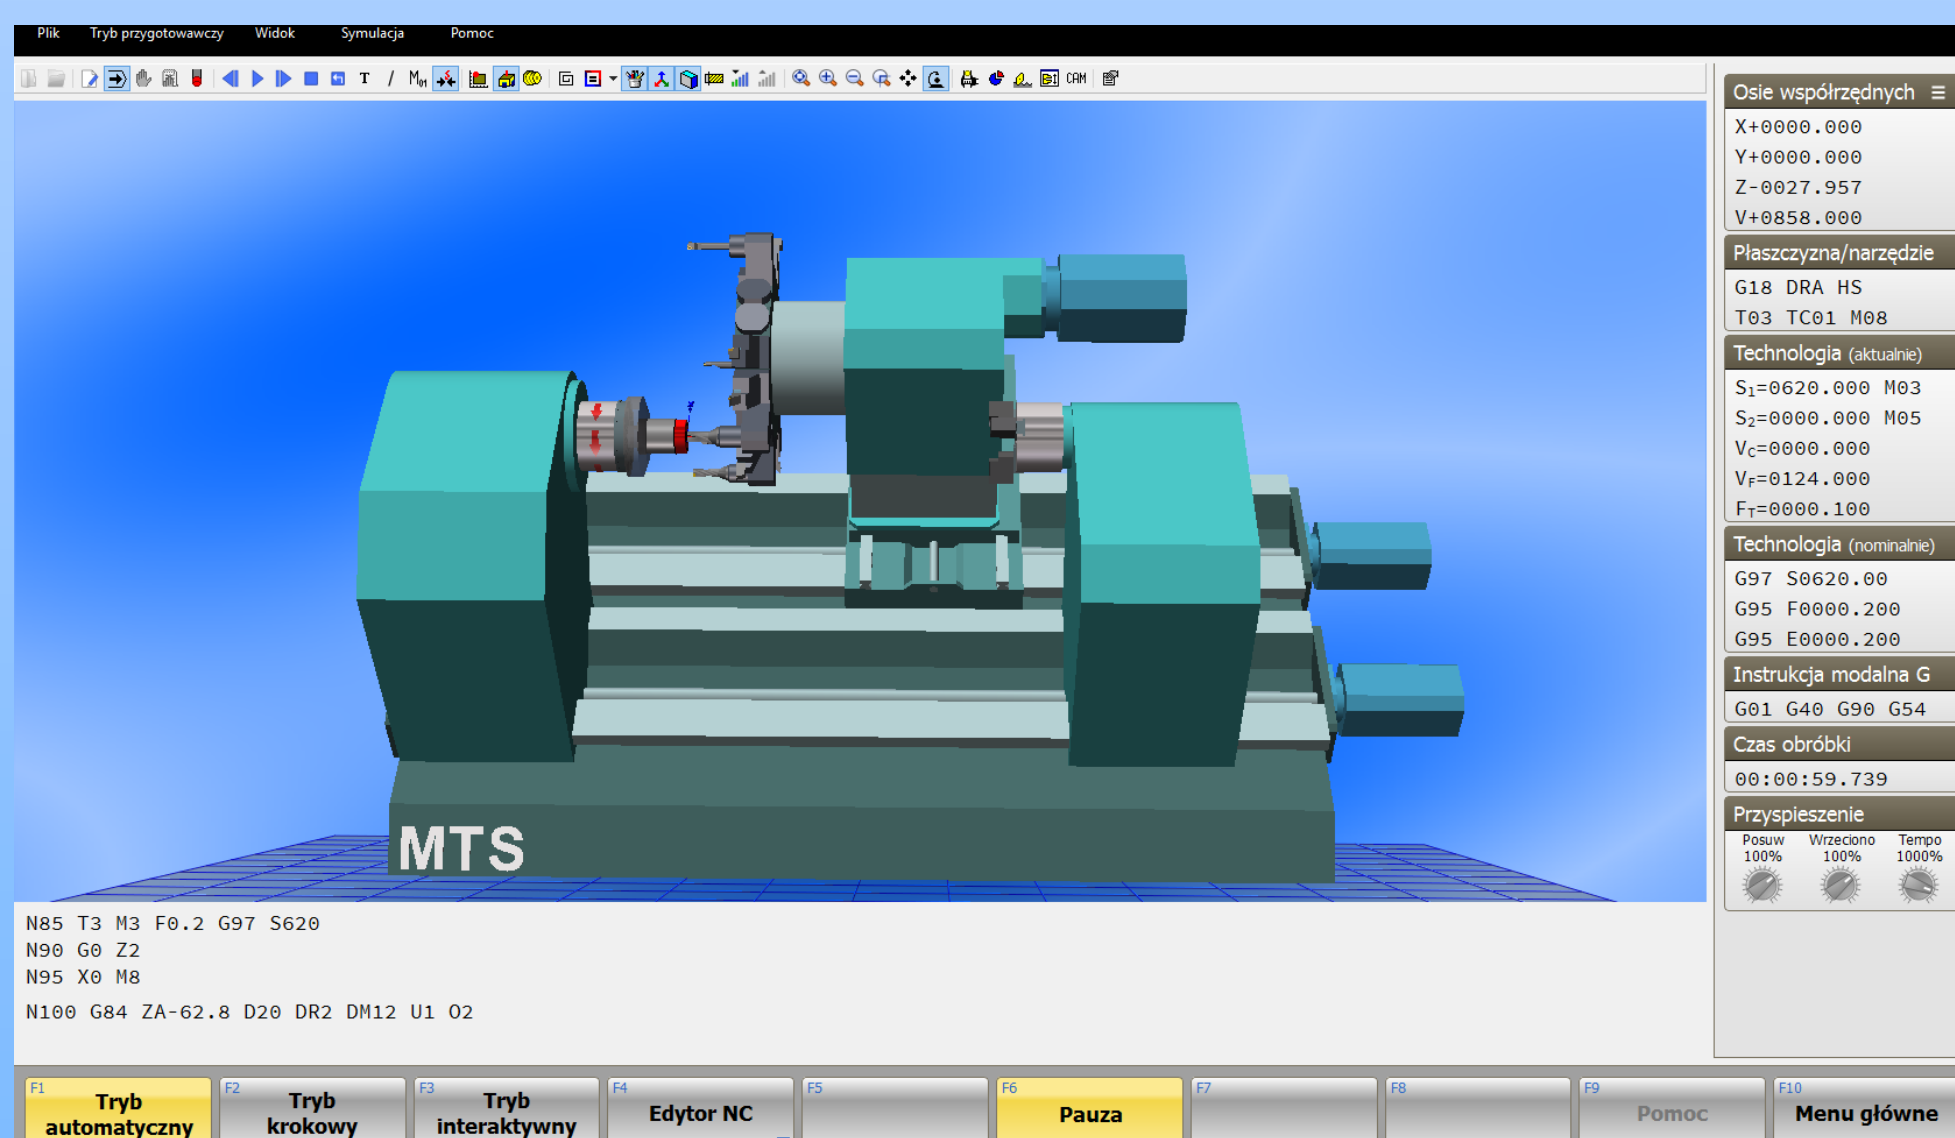 Plik Tryb przygotowawczy Widok Symulacja Pomoc
T / M01 CAM
Osie współrzędnych
X+0000.000
Y+0000.000
Z-0027.957
V+0858.000
Płaszczyzna/narzędzie
G18 DRA HS
T03 TC01 M08
Technologia (aktualnie)
S1=0620.000 M03
S2=0000.000 M05
VC=0000.000
VF=0124.000
FT=0000.100
Technologia (nominalnie)
G97 S0620.00
G95 F0000.200
G95 E0000.200
Instrukcja modalna G
G01 G40 G90 G54
Czas obróbki
00:00:59.739
Przyspieszenie
Posuw Wrzeciono Tempo
100% 100% 1000%
MTS
N85 T3 M3 F0.2 G97 S620
N90 G0 Z2
N95 X0 M8
N100 G84 ZA-62.8 D20 DR2 DM12 U1 O2
F1 Tryb automatyczny
F2 Tryb krokowy
F3 Tryb interaktywny
F4 Edytor NC
F5
F6 Pauza
F7
F8
F9 Pomoc
F10 Menu główne